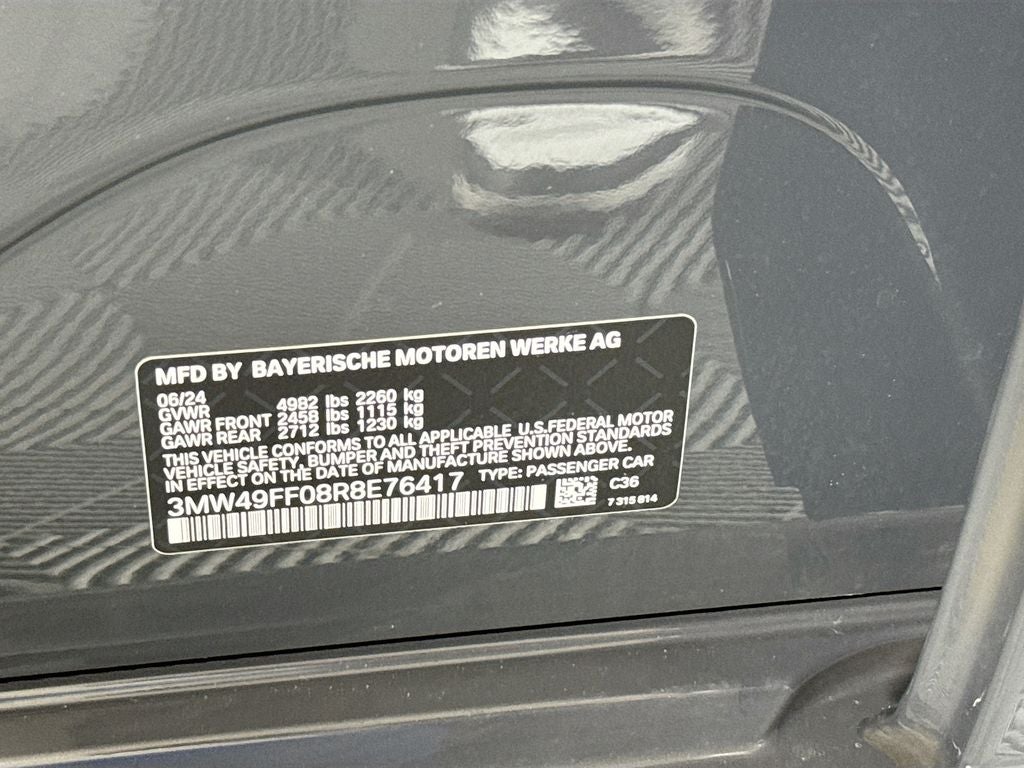 MFD BY BAYERISCHE MOTOREN WERKE AG
06/24
GVWR 4982 lbs 2260 kg
GAWR FRONT 2458 lbs 1115 kg
GAWR REAR 2712 lbs 1230 kg
THIS VEHICLE CONFORMS TO ALL APPLICABLE U.S.FEDERAL MOTOR
VEHICLE SAFETY, BUMPER AND THEFT PREVENTION STANDARDS
IN EFFECT ON THE DATE OF MANUFACTURE SHOWN ABOVE.
3MW49FF08R8E76417 TYPE: PASSENGER CAR
C36
7 315 814